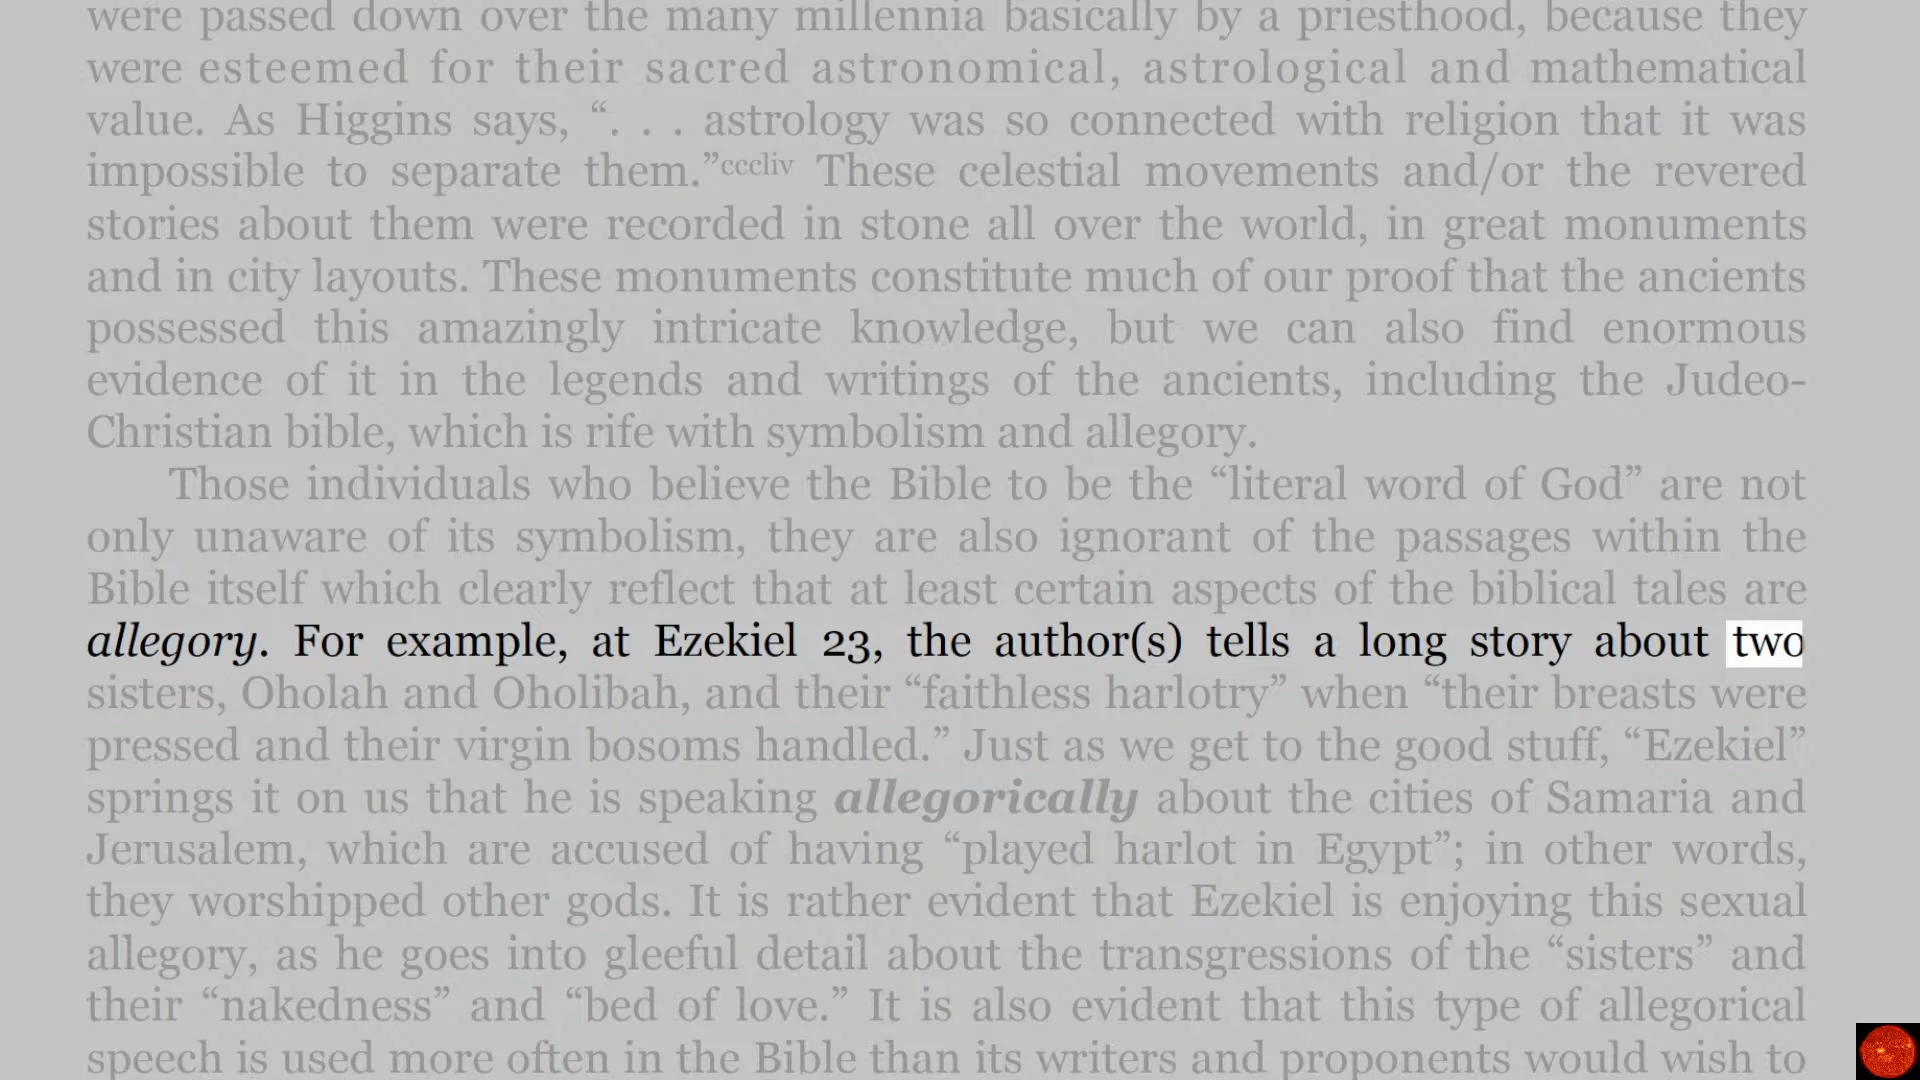 were passed down over the many millennia basically by a priesthood, because they
were esteemed for their sacred astronomical, astrological and mathematical
value. As Higgins says, “. . . astrology was so connected with religion that it was
impossible to separate them.”cccliv These celestial movements and/or the revered
stories about them were recorded in stone all over the world, in great monuments
and in city layouts. These monuments constitute much of our proof that the ancients
possessed this amazingly intricate knowledge, but we can also find enormous
evidence of it in the legends and writings of the ancients, including the Judeo-
Christian bible, which is rife with symbolism and allegory.
Those individuals who believe the Bible to be the “literal word of God” are not
only unaware of its symbolism, they are also ignorant of the passages within the
Bible itself which clearly reflect that at least certain aspects of the biblical tales are
allegory. For example, at Ezekiel 23, the author(s) tells a long story about two
sisters, Oholah and Oholibah, and their “faithless harlotry” when “their breasts were
pressed and their virgin bosoms handled.” Just as we get to the good stuff, “Ezekiel”
springs it on us that he is speaking allegorically about the cities of Samaria and
Jerusalem, which are accused of having “played harlot in Egypt”; in other words,
they worshipped other gods. It is rather evident that Ezekiel is enjoying this sexual
allegory, as he goes into gleeful detail about the transgressions of the “sisters” and
their “nakedness” and “bed of love.” It is also evident that this type of allegorical
speech is used more often in the Bible than its writers and proponents would wish to